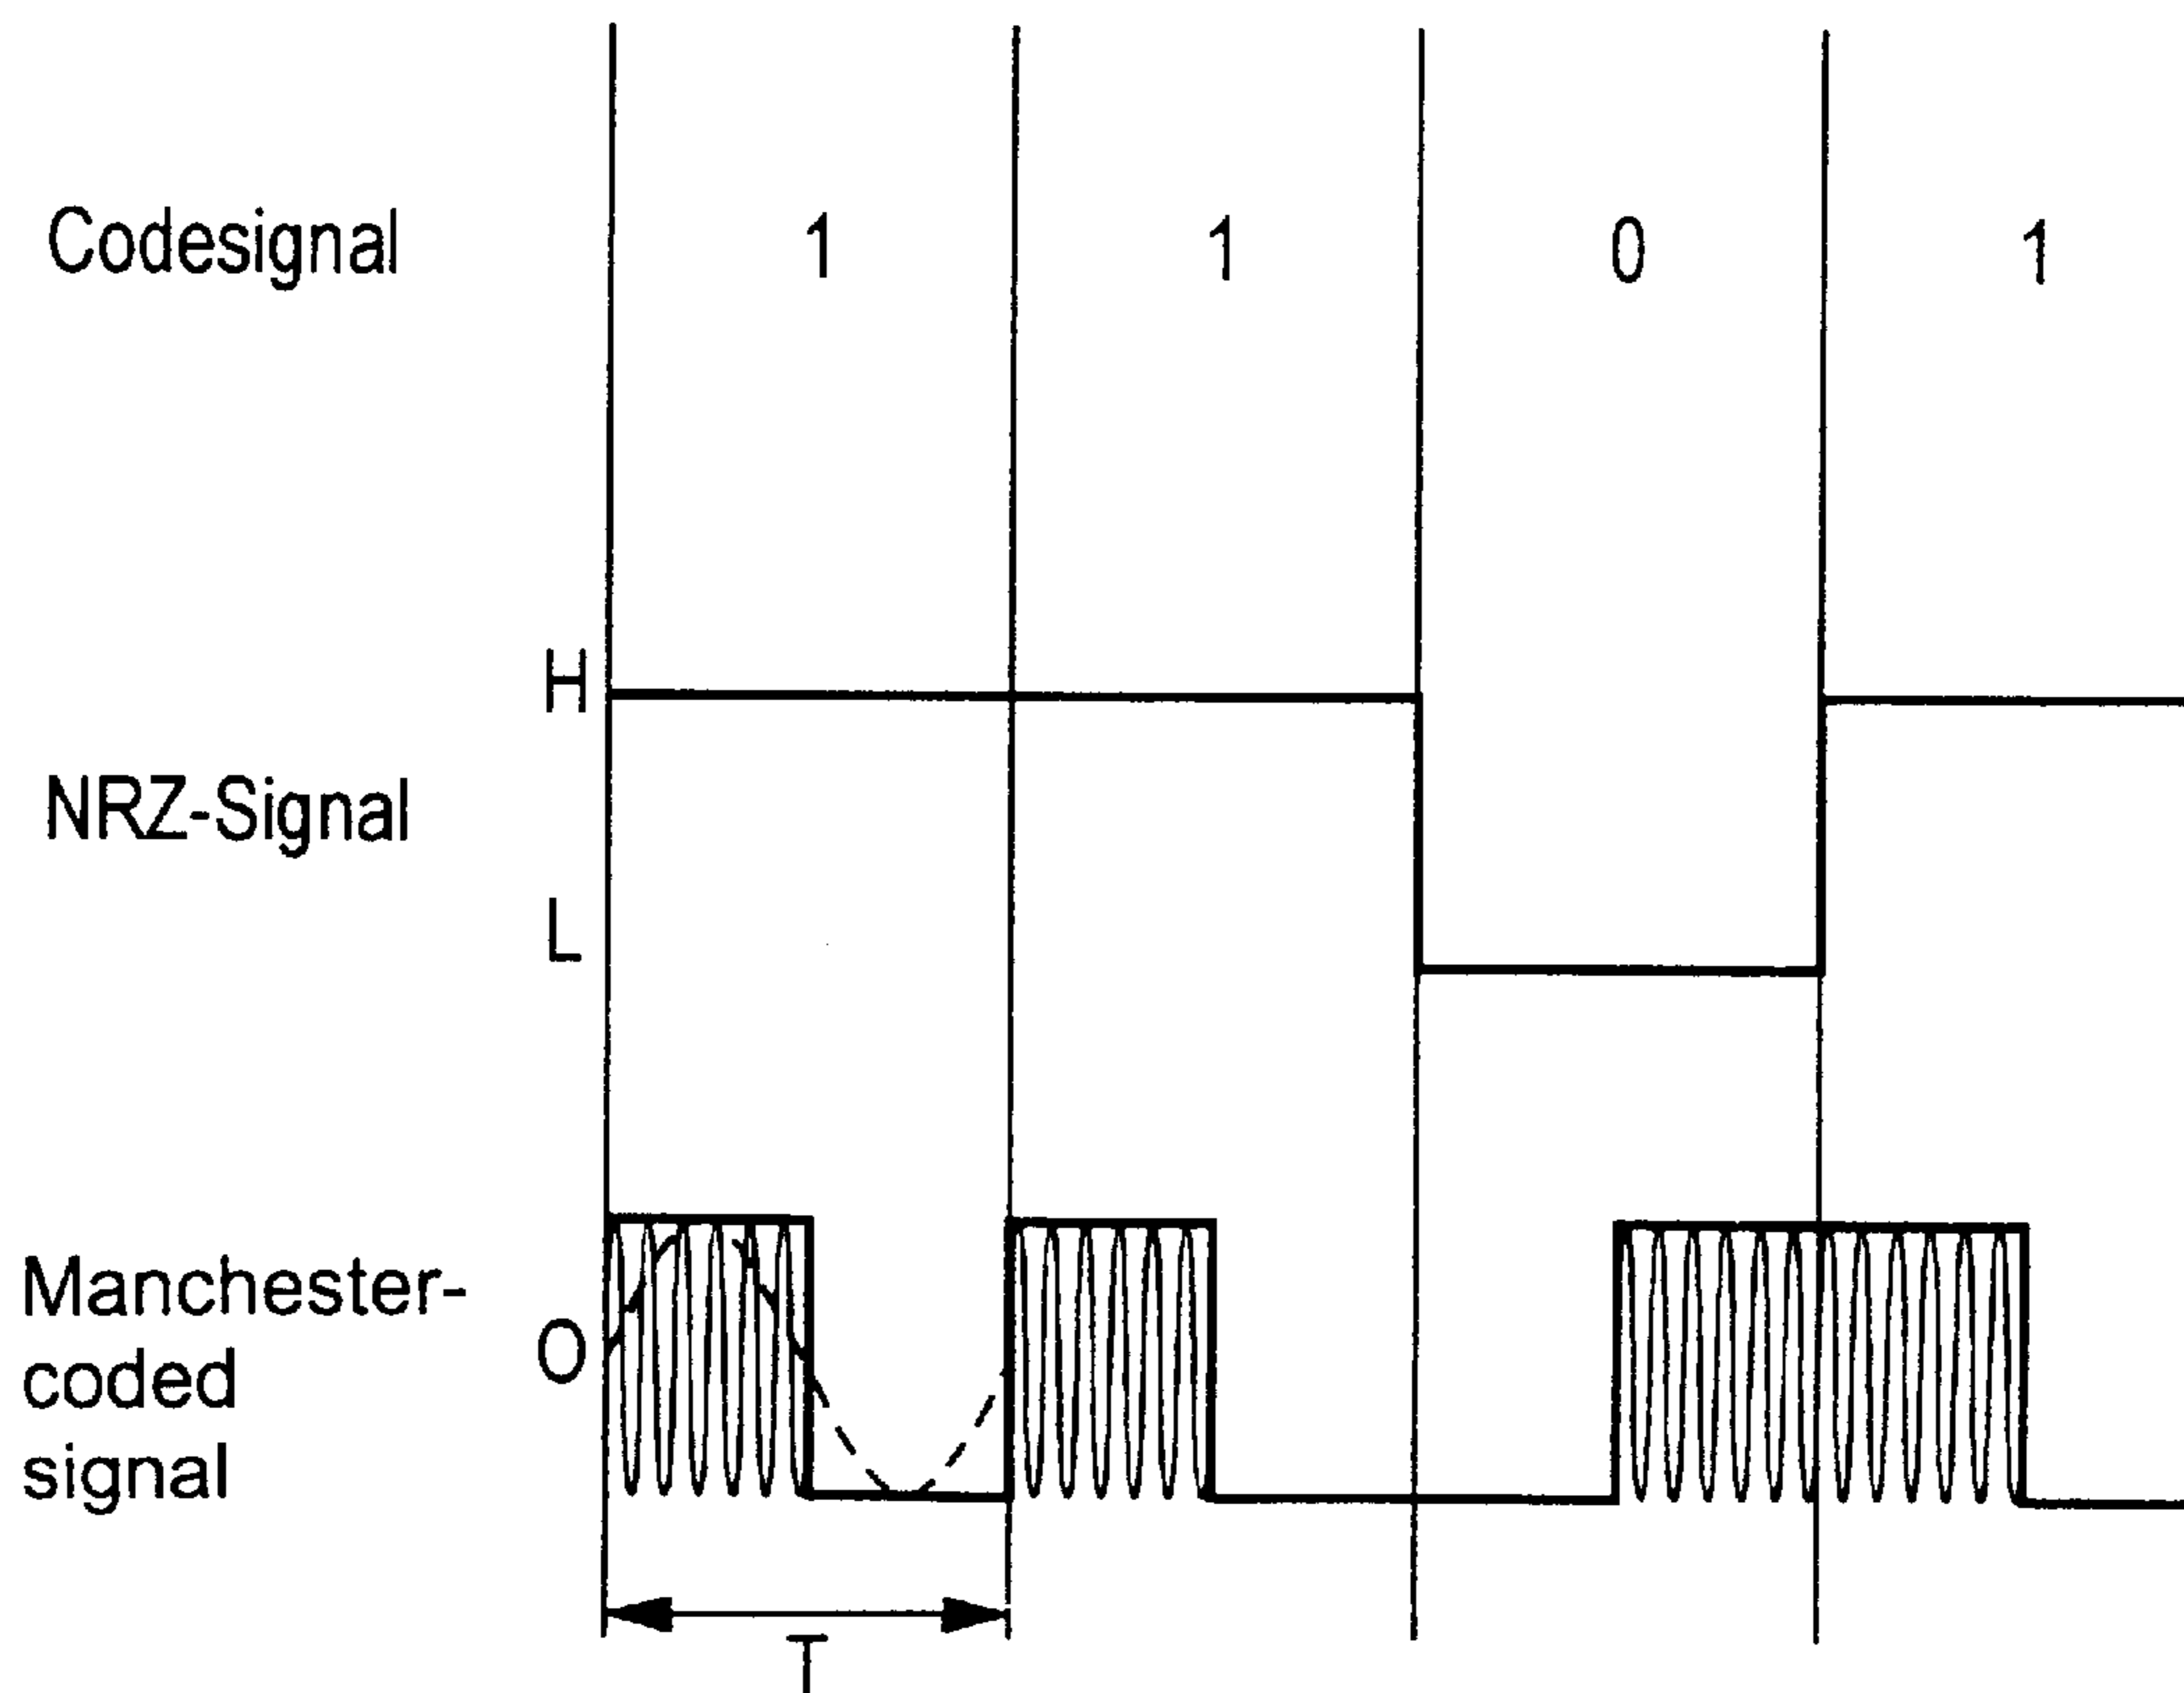 Codesignal 1 1 0 1
H
NRZ-Signal
L
Manchester-
O
coded
signal
T